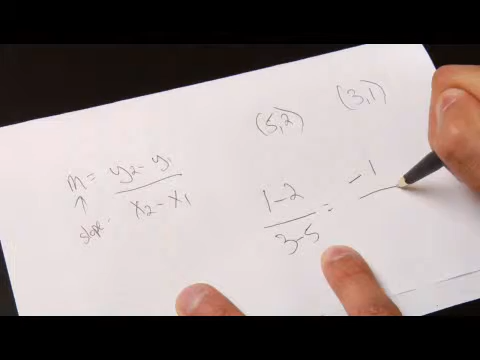 (5,2) (3,1)
m = y2 - y1 / x2 - x1
↑
slope
1-2 / 3-5 = -1 /